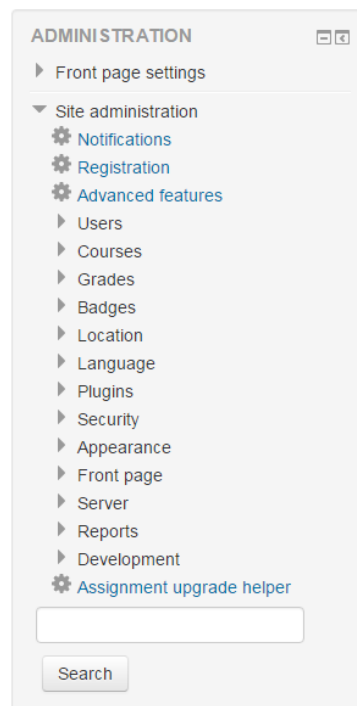 ADMINISTRATION
Front page settings
Site administration
Notifications
Registration
Advanced features
Users
Courses
Grades
Badges
Location
Language
Plugins
Security
Appearance
Front page
Server
Reports
Development
Assignment upgrade helper
Search